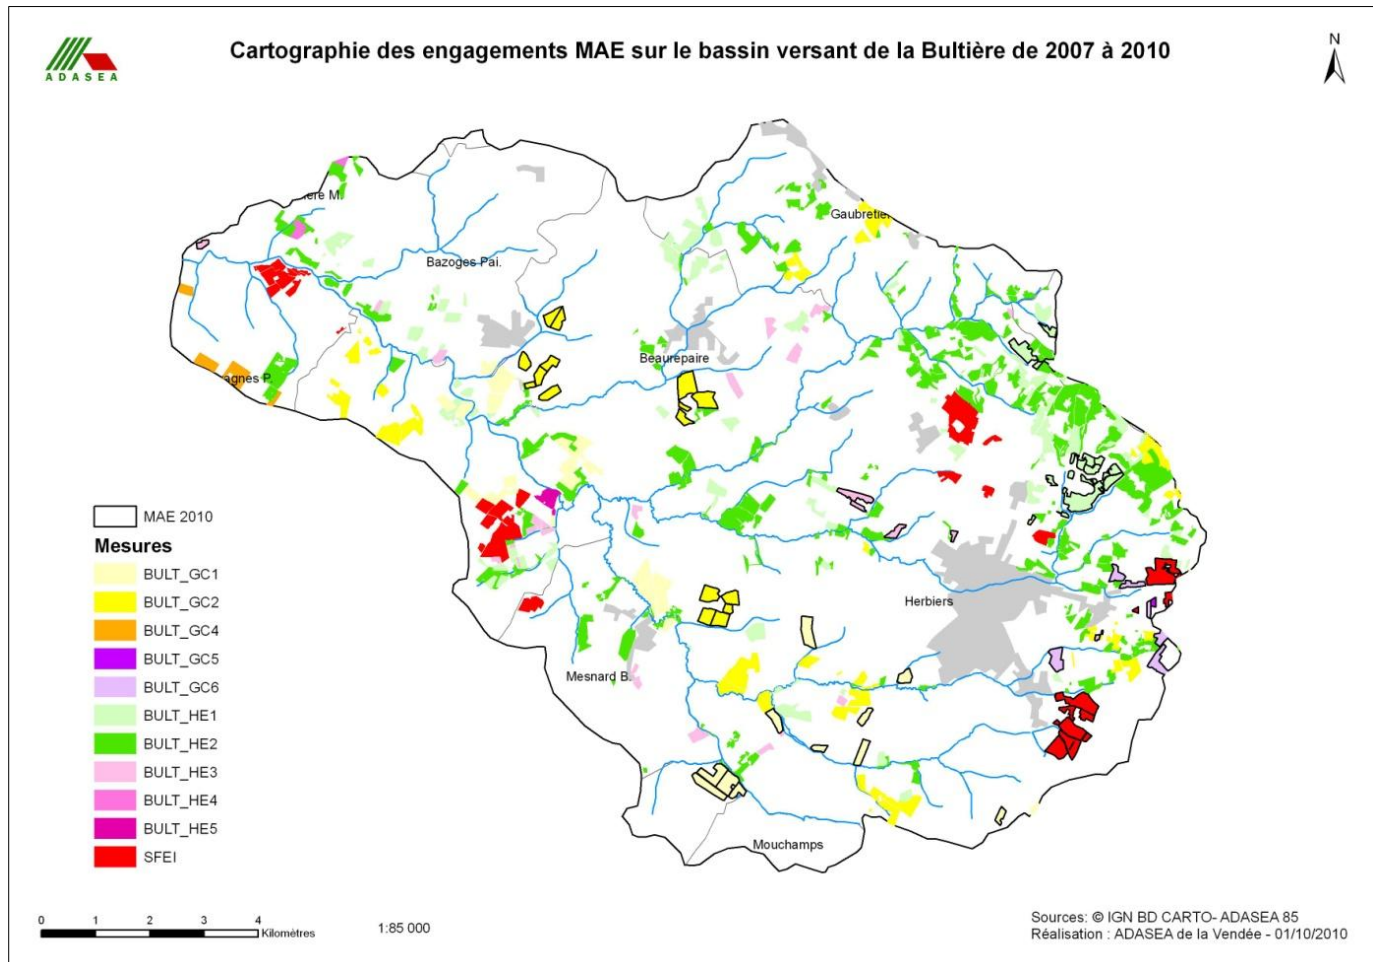 ADASEA
Cartographie des engagements MAE sur le bassin versant de la Bultière de 2007 à 2010
N
ière M.
Gaubretier
Bazoges Pai.
Beaurepaire
agnes P.
Herbiers
Mesnard B.
Mouchamps
MAE 2010
Mesures
BULT_GC1
BULT_GC2
BULT_GC4
BULT_GC5
BULT_GC6
BULT_HE1
BULT_HE2
BULT_HE3
BULT_HE4
BULT_HE5
SFEI
0 1 2 3 4
Kilomètres
1:85 000
Sources: © IGN BD CARTO- ADASEA 85
Réalisation : ADASEA de la Vendée - 01/10/2010